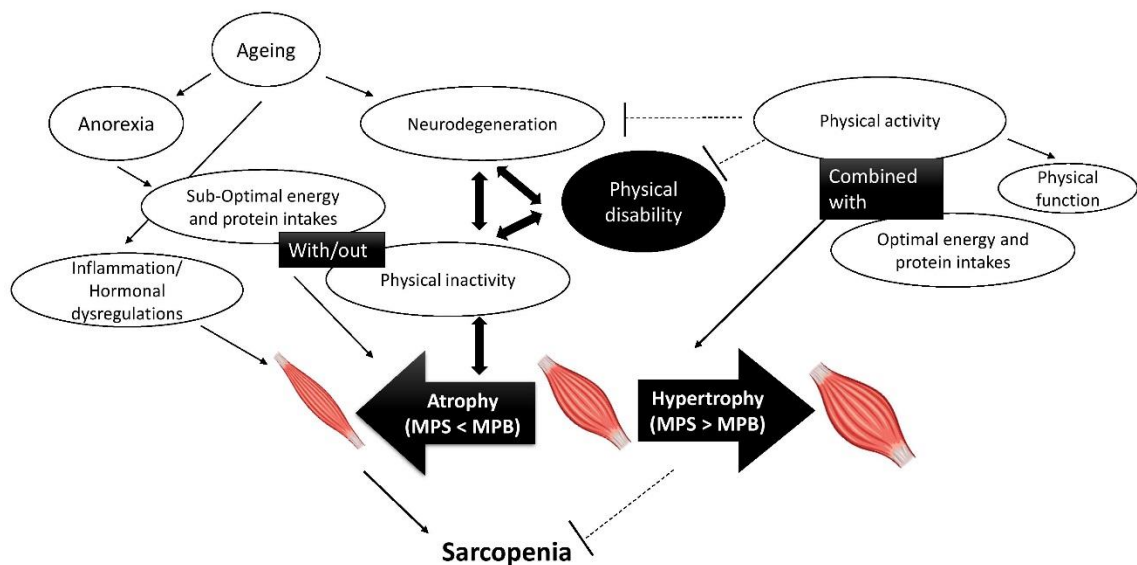 Ageing
Anorexia
Neurodegeneration
Physical activity
Sub-Optimal energy
and protein intakes
Physical
disability
Combined
with
Physical
function
With/out
Optimal energy and
protein intakes
Inflammation/
Hormonal
dysregulations
Physical inactivity
Atrophy
(MPS < MPB)
Hypertrophy
(MPS > MPB)
Sarcopenia